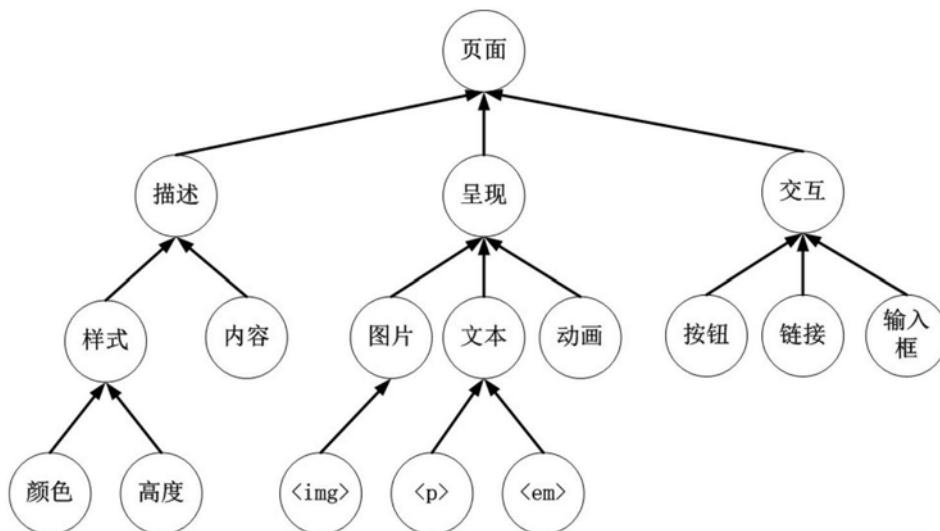 页面
描述
呈现
交互
样式
内容
图片
文本
动画
按钮
链接
输入
框
颜色
高度
<img>
<p>
<em>